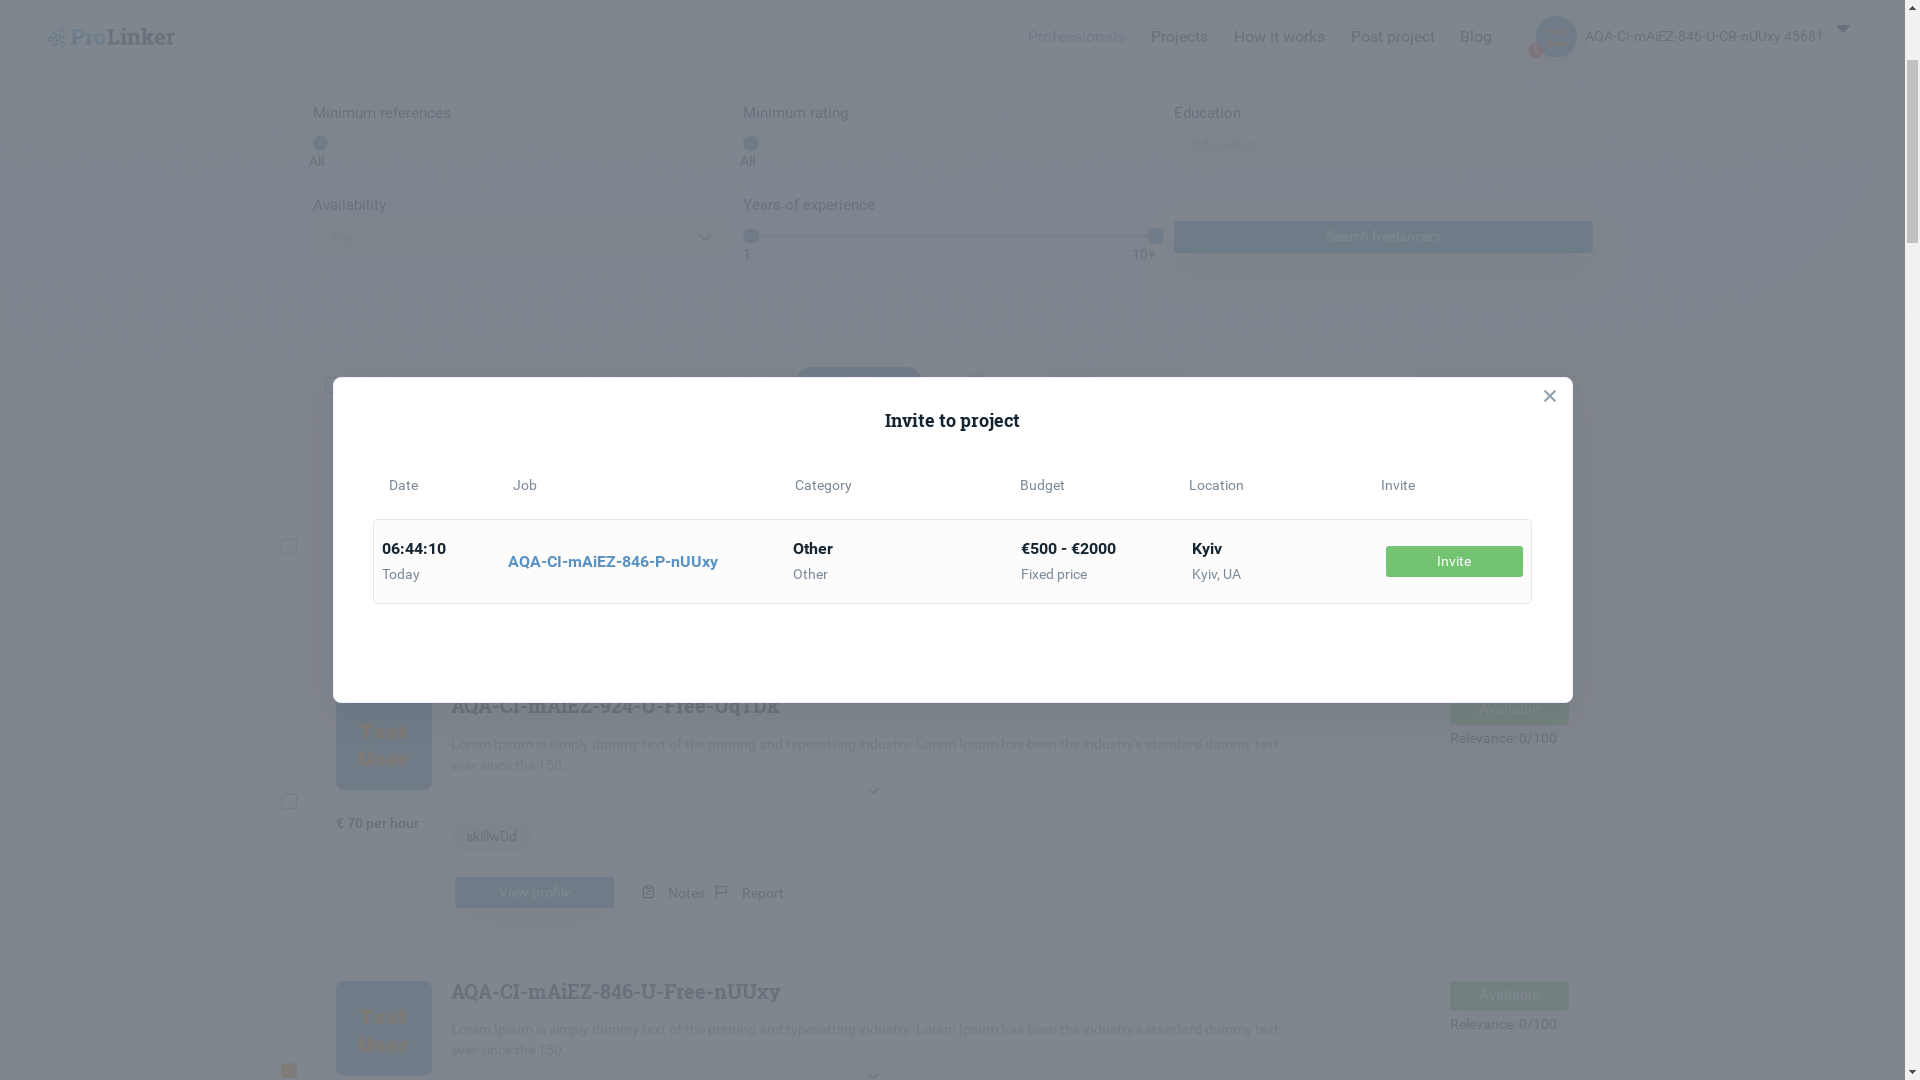 ProLinker
Professionals
Projects
How it works
Post project
Blog
AQA-CI-mAiEZ-846-U-CR-nUUxy 45681
Minimum references
All
Minimum rating
All
Education
Education
Availability
Any
Years of experience
1
10+
Search freelancers
Invite to project
Date
Job
Category
Budget
Location
Invite
06:44:10
Today
AQA-CI-mAiEZ-846-P-nUUxy
Other
Other
€500 - €2000
Fixed price
Kyiv
Kyiv, UA
Invite
AQA-CI-mAiEZ-924-U-Free-UqTDk
Available
Test
User
Lorem Ipsum is simply dummy text of the printing and typesetting industry. Lorem Ipsum has been the industry's standard dummy text
ever since the 150...
Relevance: 0/100
€ 70 per hour
skillwDd
View profile
Notes
Report
AQA-CI-mAiEZ-846-U-Free-nUUxy
Available
Test
User
Lorem Ipsum is simply dummy text of the printing and typesetting industry. Lorem Ipsum has been the industry's standard dummy text
ever since the 150...
Relevance: 0/100